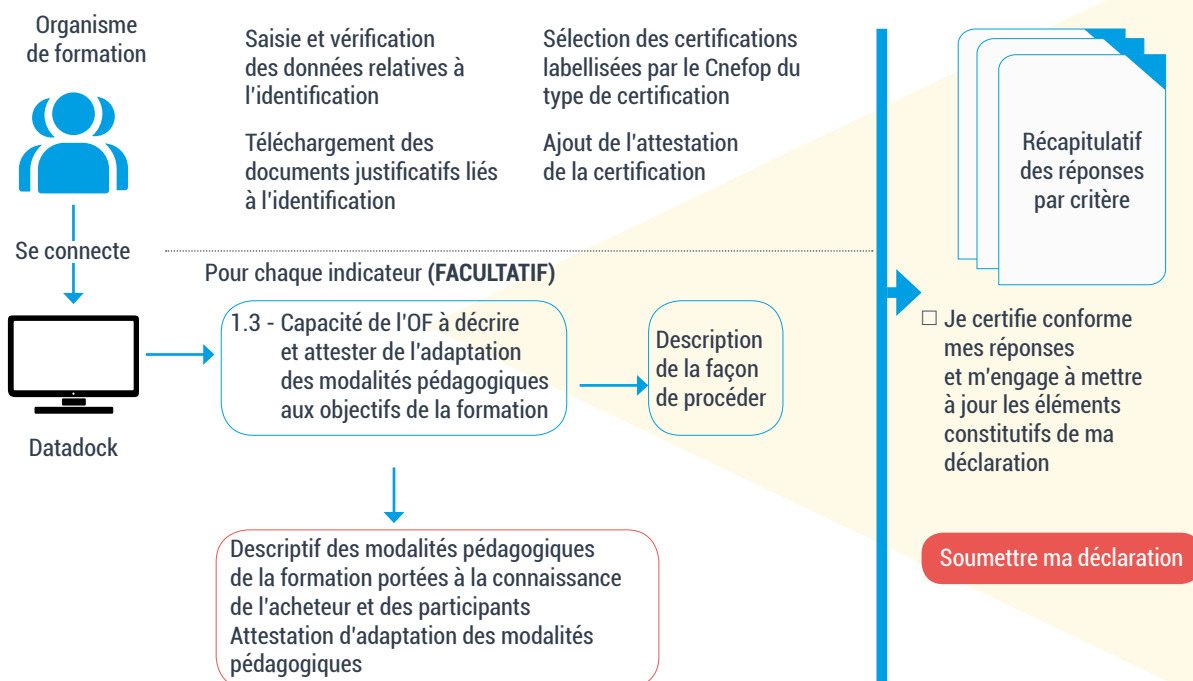 Organisme
de formation
Se connecte
Datadock
Saisie et vérification
des données relatives à
l'identification
Téléchargement des
documents justificatifs liés
à l'identification
Sélection des certifications
labellisées par le Cnefop du
type de certification
Ajout de l'attestation
de la certification
Pour chaque indicateur (FACULTATIF)
1.3 - Capacité de l'OF à décrire
et attester de l'adaptation
des modalités pédagogiques
aux objectifs de la formation
Description
de la façon
de procéder
Descriptif des modalités pédagogiques
de la formation portées à la connaissance
de l'acheteur et des participants
Attestation d'adaptation des modalités
pédagogiques
Récapitulatif
des réponses
par critère
☐ Je certifie conforme
mes réponses
et m'engage à mettre
à jour les éléments
constitutifs de ma
déclaration
Soumettre ma déclaration